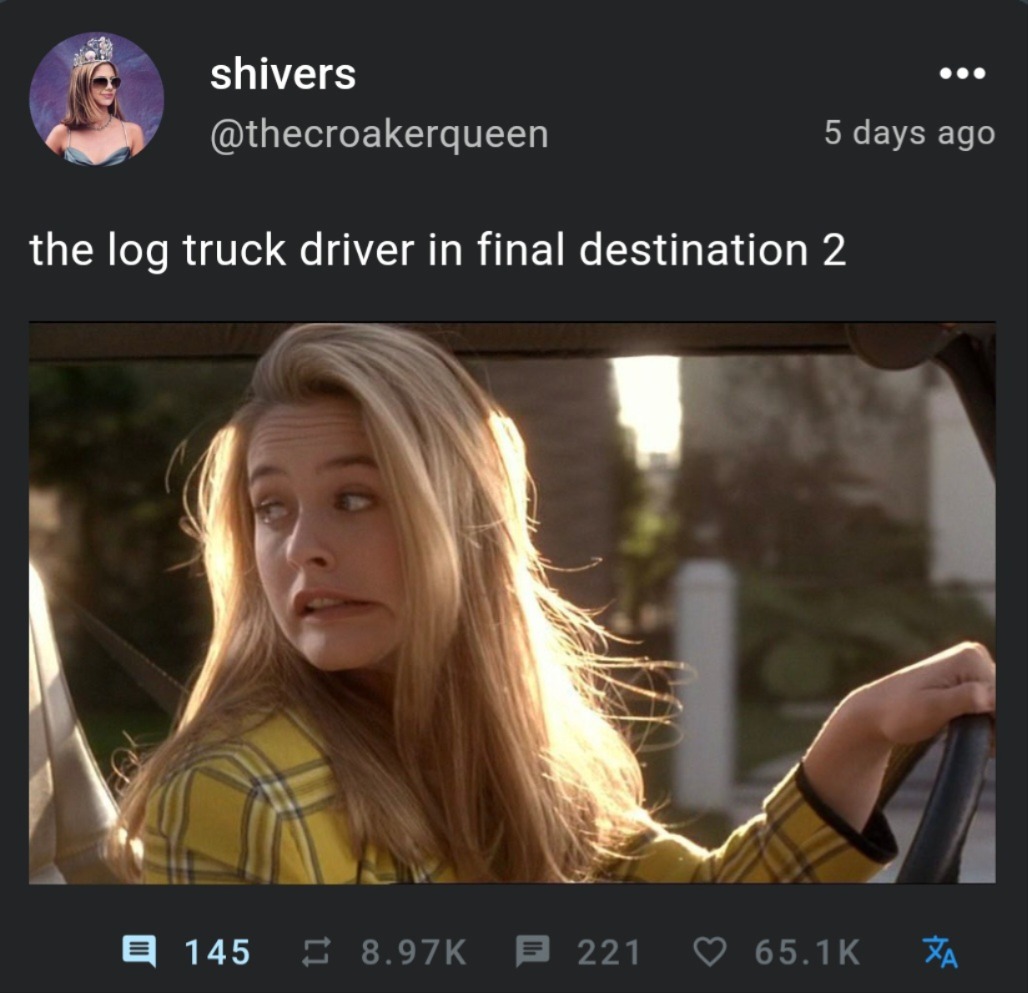 shivers
@thecroakerqueen
5 days ago
the log truck driver in final destination 2
145 8.97K 221 65.1K